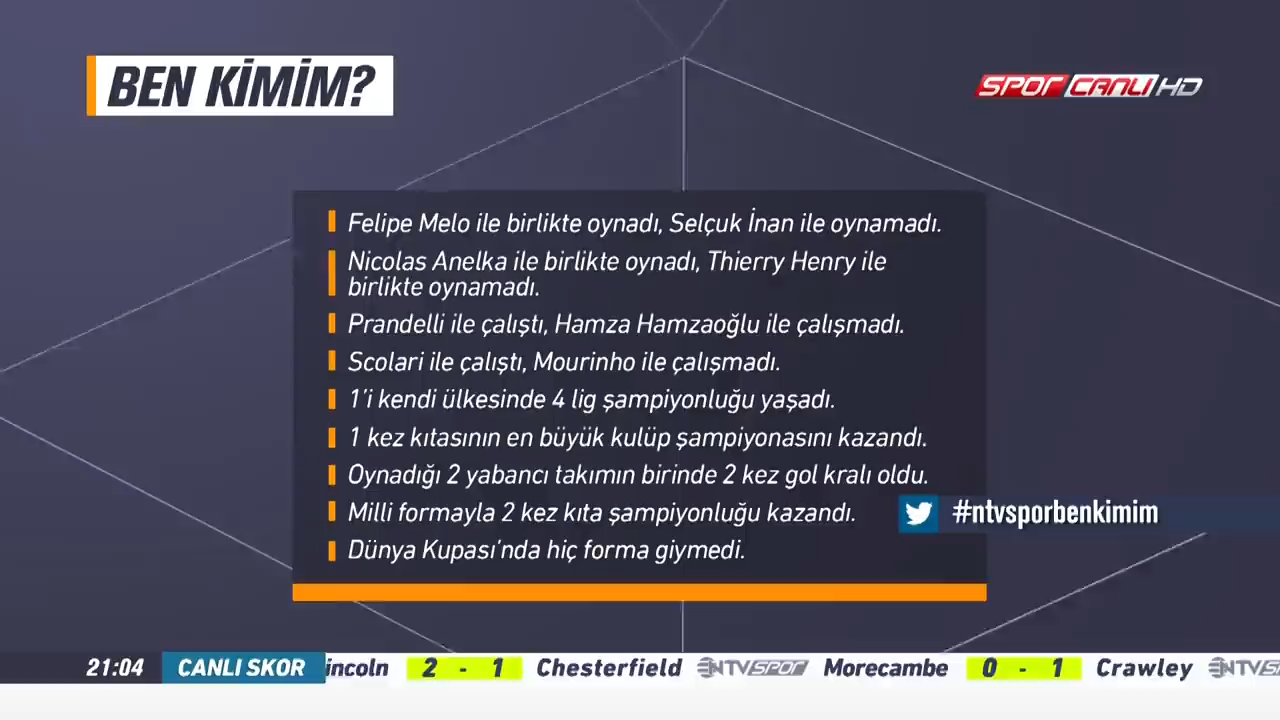 BEN KİMİM?
SPOR CANLI HD
Felipe Melo ile birlikte oynadı, Selçuk İnan ile oynamadı.
Nicolas Anelka ile birlikte oynadı, Thierry Henry ile
birlikte oynamadı.
Prandelli ile çalıştı, Hamza Hamzaoğlu ile çalışmadı.
Scolari ile çalıştı, Mourinho ile çalışmadı.
1'i kendi ülkesinde 4 lig şampiyonluğu yaşadı.
1 kez kıtasının en büyük kulüp şampiyonasını kazandı.
Oynadığı 2 yabancı takımın birinde 2 kez gol kralı oldu.
Milli formayla 2 kez kıta şampiyonluğu kazandı.
#ntvsporbenkimim
Dünya Kupası'nda hiç forma giymedi.
21:04 CANLI SKOR incoln 2 - 1 Chesterfield NTVSPOR Morecambe 0 - 1 Crawley NTVSP